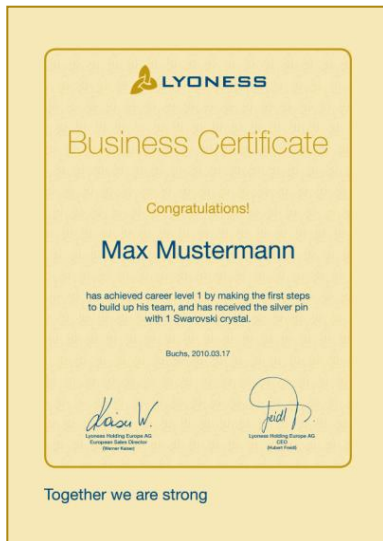 LYONESS
Business Certificate
Congratulations!
Max Mustermann
has achieved career level 1 by making the first steps
to build up his team, and has received the silver pin
with 1 Swarovski crystal.
Buchs, 2010.03.17
Kaiser W.
Freidl
Lyoness Holding Europe AG
European Sales Director
(Werner Kaiser)
Lyoness Holding Europe AG
CEO
(Hubert Freidl)
Together we are strong